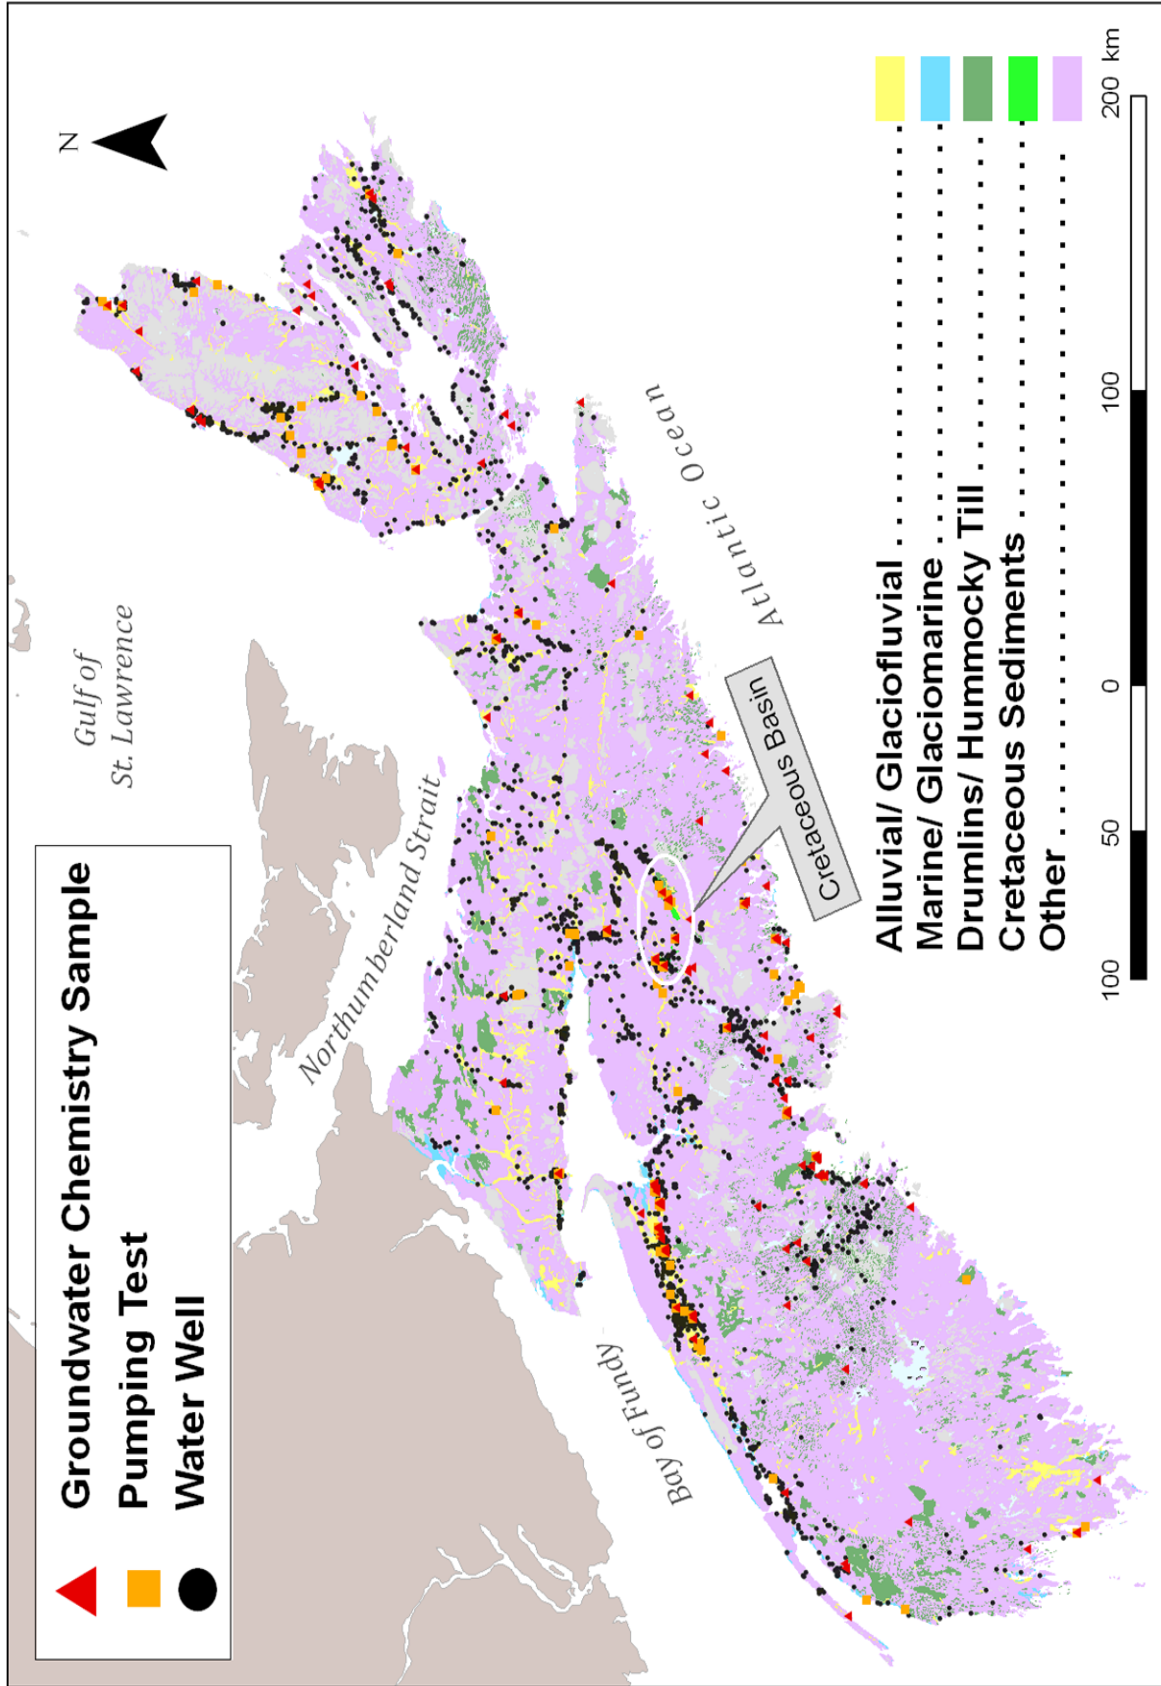 Groundwater Chemistry Sample
Pumping Test
Water Well
Gulf of
St. Lawrence
N
Northumberland Strait
Atlantic Ocean
Bay of Fundy
Cretaceous Basin
Alluvial/ Glaciofluvial
Marine/ Glaciomarine
Drumlins/ Hummocky Till
Cretaceous Sediments
Other
100 50 0 100 200 km